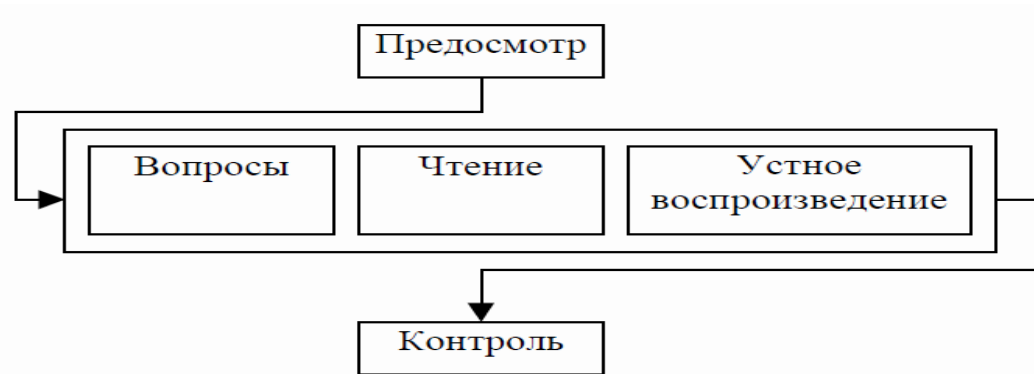 Предосмотр
Вопросы
Чтение
Устное
воспроизведение
Контроль